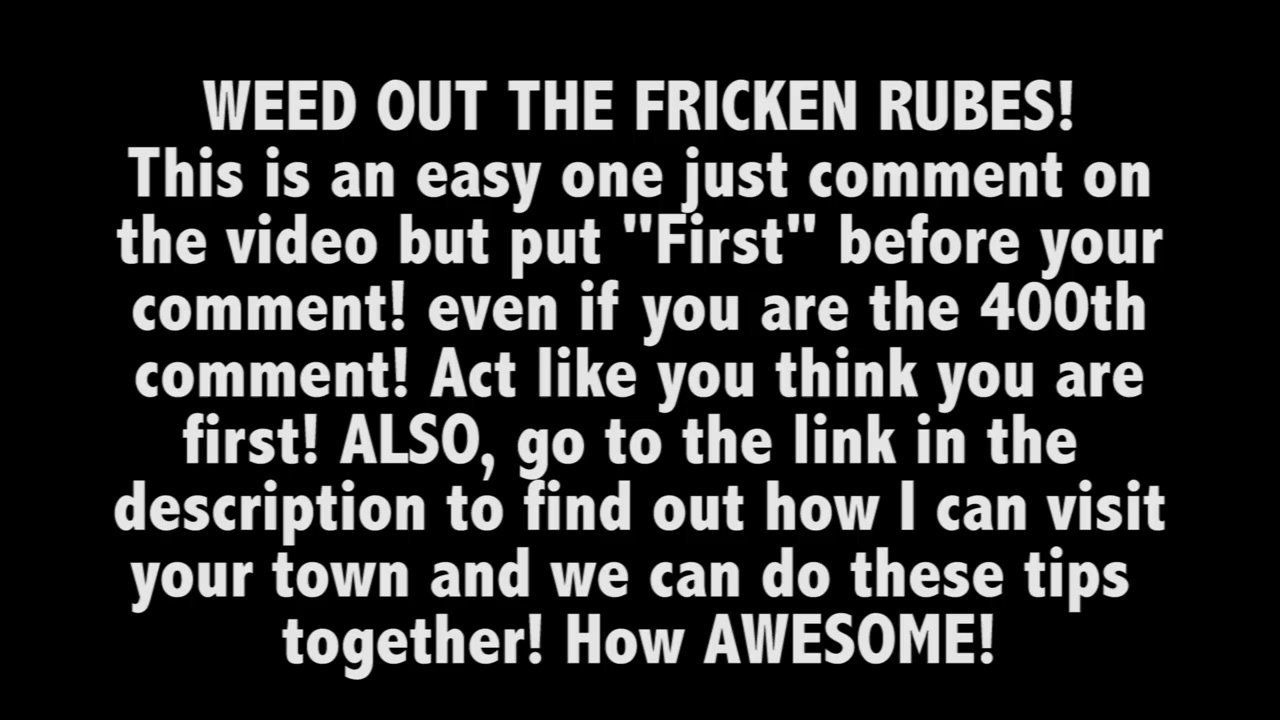 WEED OUT THE FRICKEN RUBES!
This is an easy one just comment on
the video but put "First" before your
comment! even if you are the 400th
comment! Act like you think you are
first! ALSO, go to the link in the
description to find out how I can visit
your town and we can do these tips
together! How AWESOME!